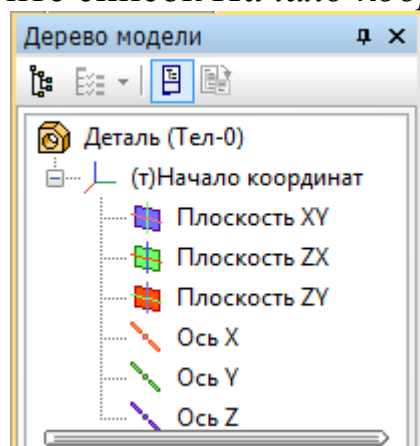 Дерево модели
Деталь (Тел-0)
(т)Начало координат
Плоскость XY
Плоскость ZX
Плоскость ZY
Ось X
Ось Y
Ось Z